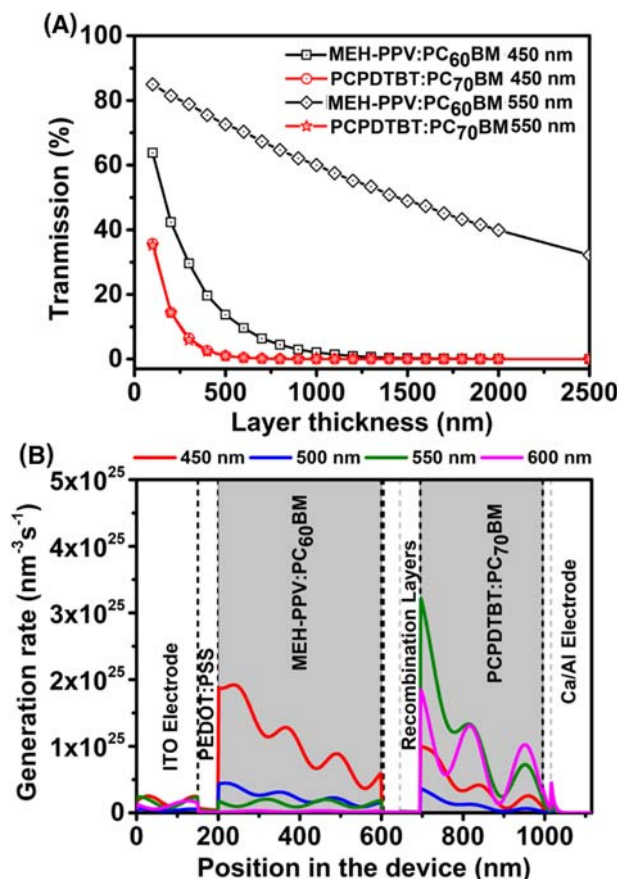 (A)
100
80
60
40
20
0
Tranmission (%)
MEH-PPV:PC60BM 450 nm
PCPDTBT:PC70BM 450 nm
MEH-PPV:PC60BM 550 nm
PCPDTBT:PC70BM 550 nm
0 500 1000 1500 2000 2500
Layer thickness (nm)
(B)
450 nm 500 nm 550 nm 600 nm
5x10^25
4x10^25
3x10^25
2x10^25
1x10^25
0
Generation rate (nm^-3s^-1)
ITO Electrode
PEDOT:PSS
MEH-PPV:PC60BM
Recombination Layers
PCPDTBT:PC70BM
Ca/Al Electrode
0 200 400 600 800 1000
Position in the device (nm)